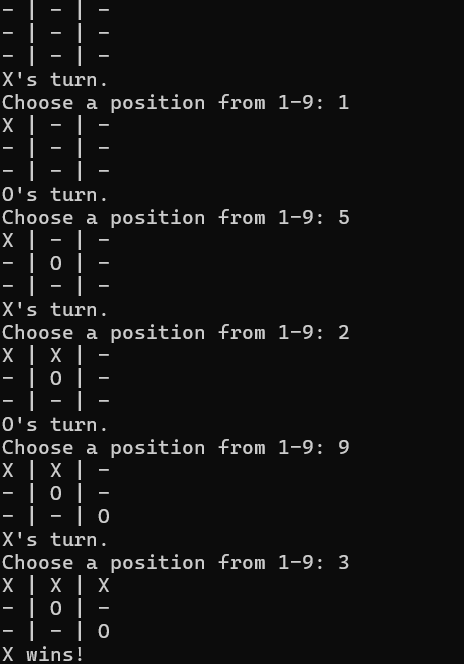 - | - | -
- | - | -
- | - | -
X's turn.
Choose a position from 1-9: 1
X | - | -
- | - | -
- | - | -
O's turn.
Choose a position from 1-9: 5
X | - | -
- | O | -
- | - | -
X's turn.
Choose a position from 1-9: 2
X | X | -
- | O | -
- | - | -
O's turn.
Choose a position from 1-9: 9
X | X | -
- | O | -
- | - | O
X's turn.
Choose a position from 1-9: 3
X | X | X
- | O | -
- | - | O
X wins!